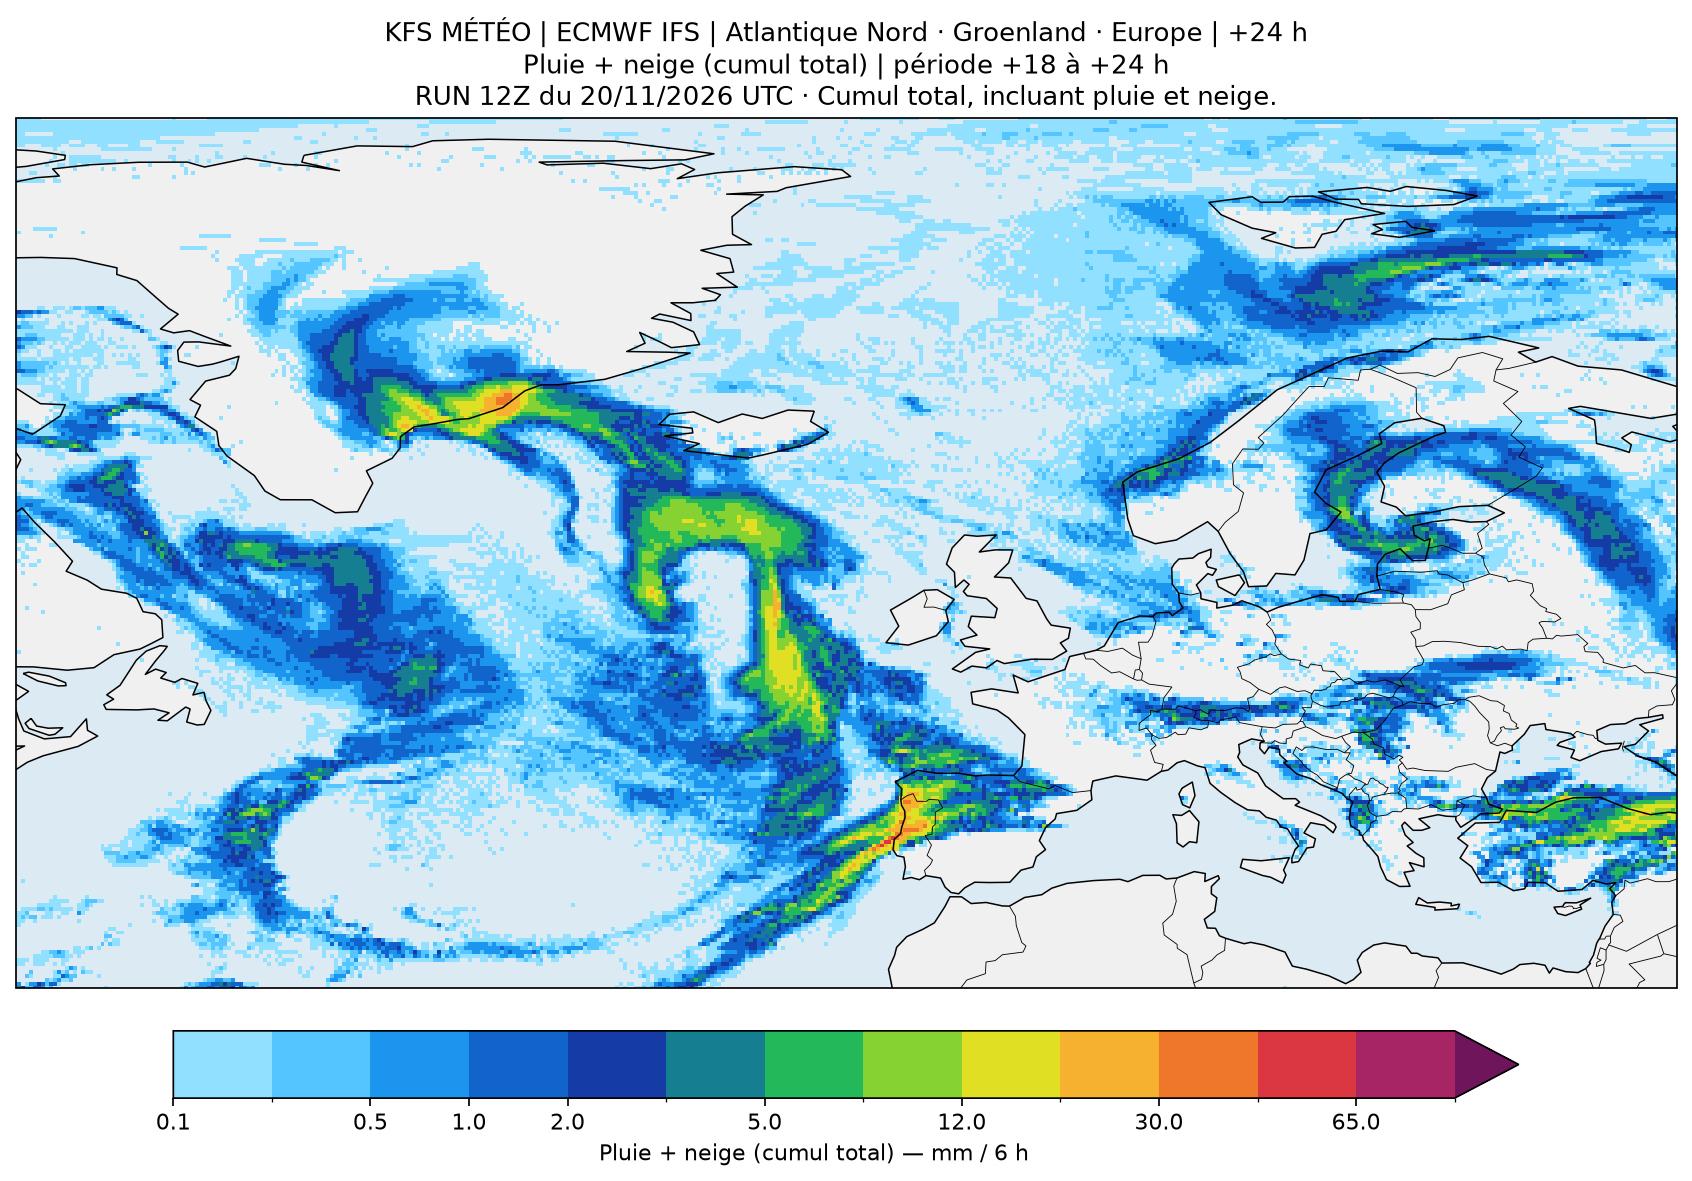 KFS MÉTÉO | ECMWF IFS | Atlantique Nord · Groenland · Europe | +24 h
Pluie + neige (cumul total) | période +18 à +24 h
RUN 12Z du 20/11/2026 UTC · Cumul total, incluant pluie et neige.
0.1 0.5 1.0 2.0 5.0 12.0 30.0 65.0
Pluie + neige (cumul total) — mm / 6 h